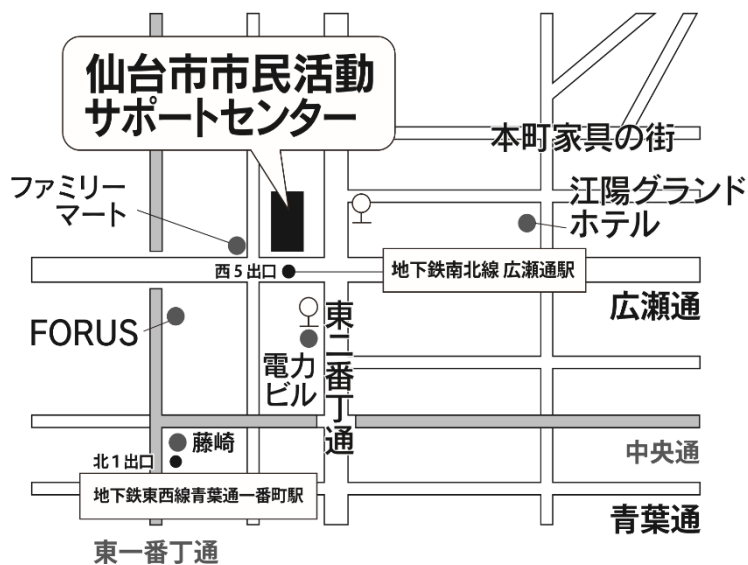 仙台市市民活動
サポートセンター
本町家具の街
ファミリー
マート
江陽グランド
ホテル
西5出口
地下鉄南北線 広瀬通駅
広瀬通
FORUS
東二番丁通
電力
ビル
藤崎
中央通
北1出口
地下鉄東西線青葉通一番町駅
青葉通
東一番丁通